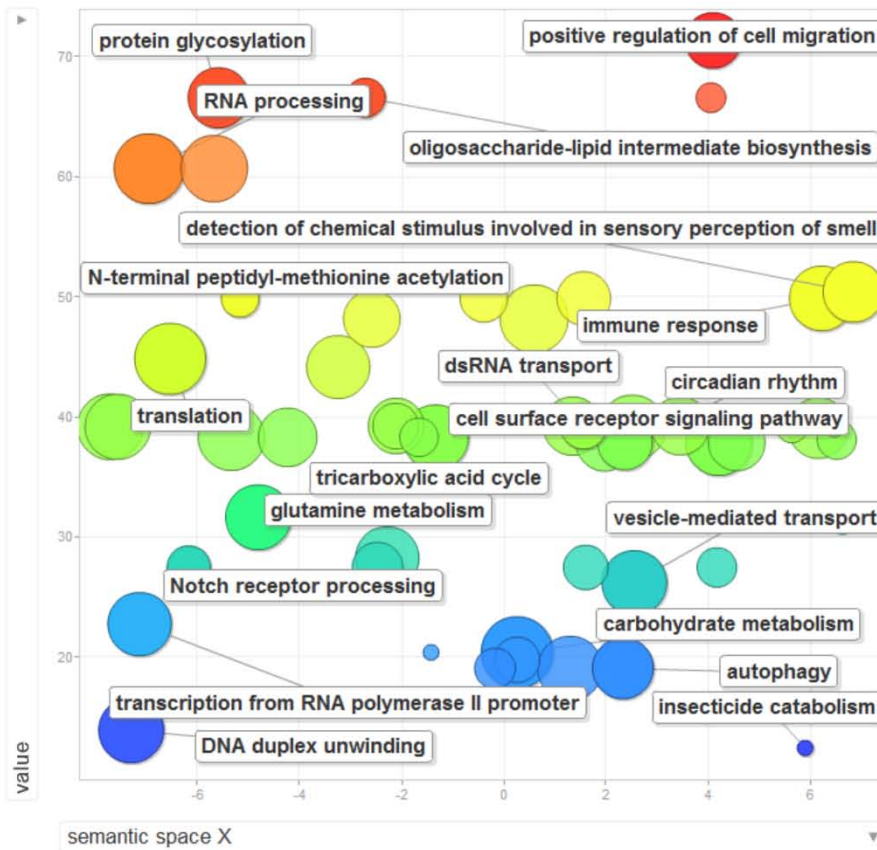 protein glycosylation
positive regulation of cell migration
70
RNA processing
oligosaccharide-lipid intermediate biosynthesis
60
detection of chemical stimulus involved in sensory perception of smell
N-terminal peptidyl-methionine acetylation
50
immune response
dsRNA transport
circadian rhythm
translation
40
cell surface receptor signaling pathway
tricarboxylic acid cycle
glutamine metabolism
vesicle-mediated transport
30
Notch receptor processing
carbohydrate metabolism
20
autophagy
transcription from RNA polymerase II promoter
insecticide catabolism
DNA duplex unwinding
value
-6 -4 -2 0 2 4 6
semantic space X